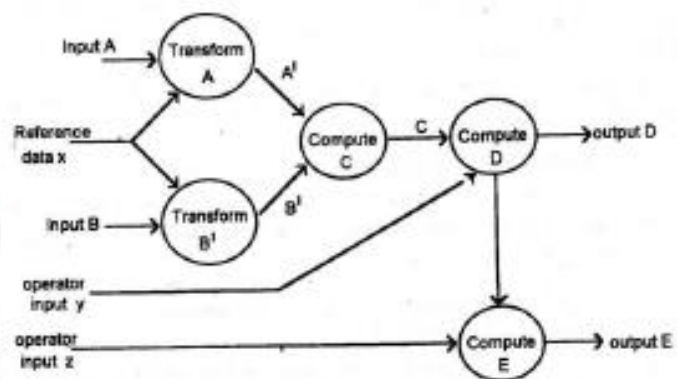 Input A
Transform
A
A'
Reference
data x
Compute
C
C
Compute
D
output D
Input B
Transform
B'
B'
operator
input y
operator
input z
Compute
E
output E